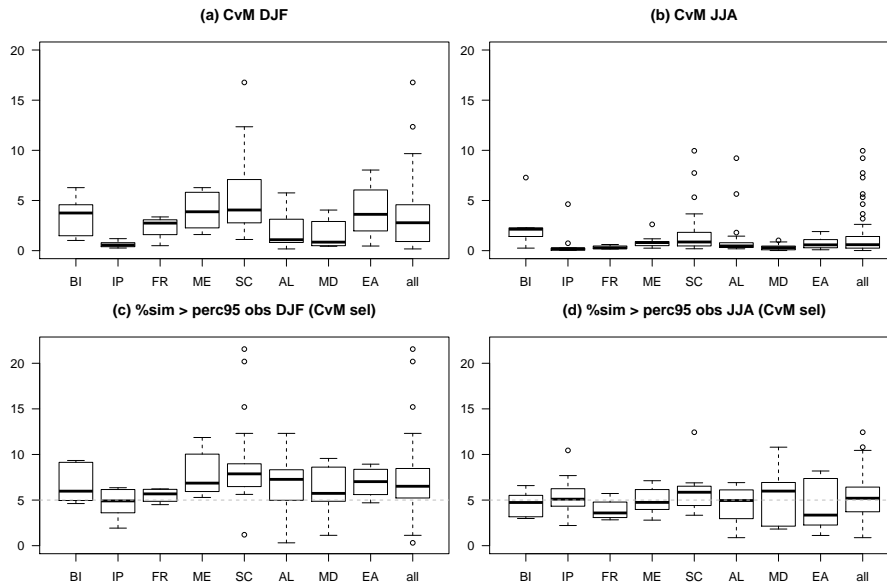 (a) CvM DJF
20
15
10
5
0
BI IP FR ME SC AL MD EA all
(b) CvM JJA
20
15
10
5
0
BI IP FR ME SC AL MD EA all
(c) %sim > perc95 obs DJF (CvM sel)
20
15
10
5
0
BI IP FR ME SC AL MD EA all
(d) %sim > perc95 obs JJA (CvM sel)
20
15
10
5
0
BI IP FR ME SC AL MD EA all